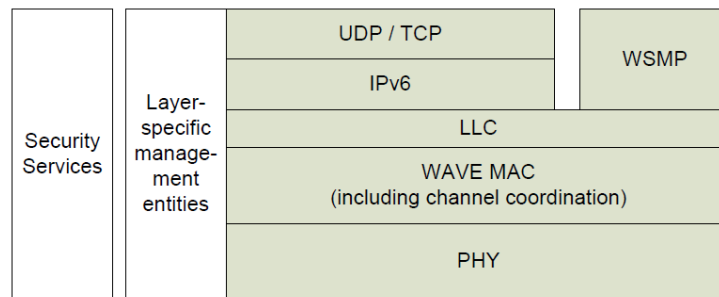 Security
Services
Layer-
specific
manage-
ment
entities
UDP / TCP
IPv6
WSMP
LLC
WAVE MAC
(including channel coordination)
PHY